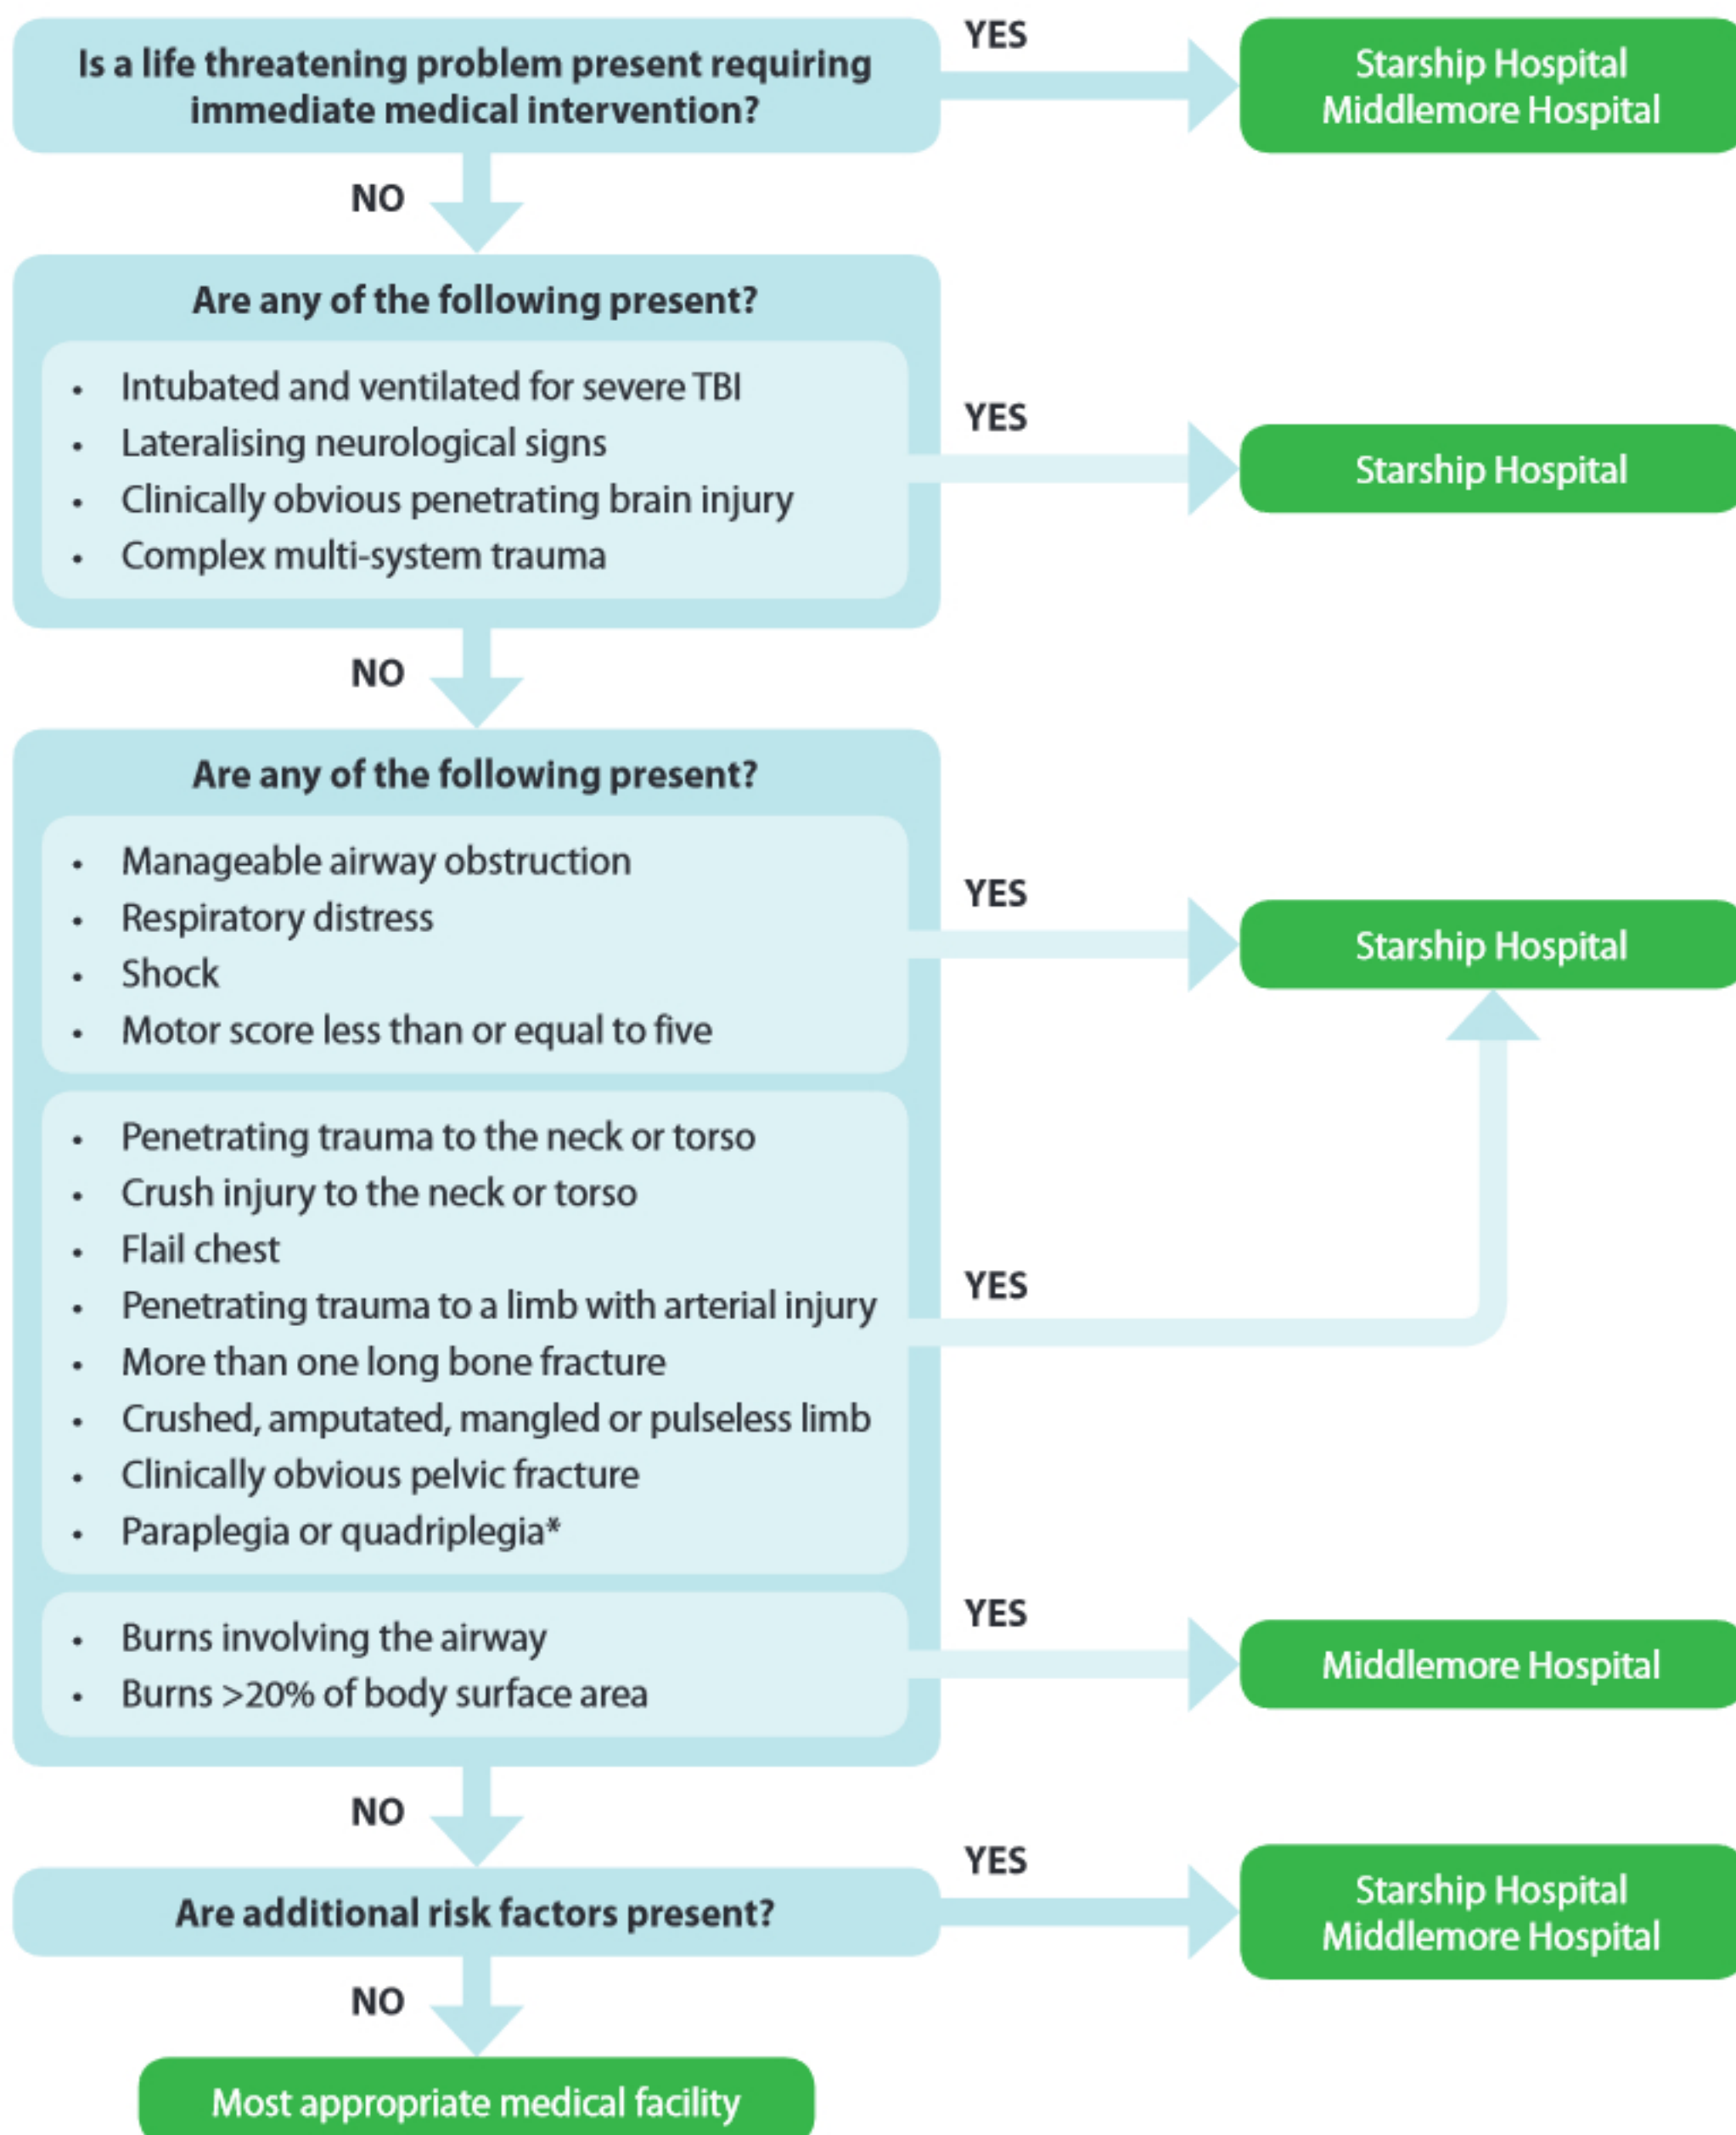 Is a life threatening problem present requiring
immediate medical intervention?
YES
Starship Hospital
Middlemore Hospital
NO
Are any of the following present?
• Intubated and ventilated for severe TBI
• Lateralising neurological signs
• Clinically obvious penetrating brain injury
• Complex multi-system trauma
YES
Starship Hospital
NO
Are any of the following present?
• Manageable airway obstruction
• Respiratory distress
• Shock
• Motor score less than or equal to five
YES
Starship Hospital
• Penetrating trauma to the neck or torso
• Crush injury to the neck or torso
• Flail chest
• Penetrating trauma to a limb with arterial injury
• More than one long bone fracture
• Crushed, amputated, mangled or pulseless limb
• Clinically obvious pelvic fracture
• Paraplegia or quadriplegia*
YES
• Burns involving the airway
• Burns >20% of body surface area
YES
Middlemore Hospital
NO
Are additional risk factors present?
YES
Starship Hospital
Middlemore Hospital
NO
Most appropriate medical facility